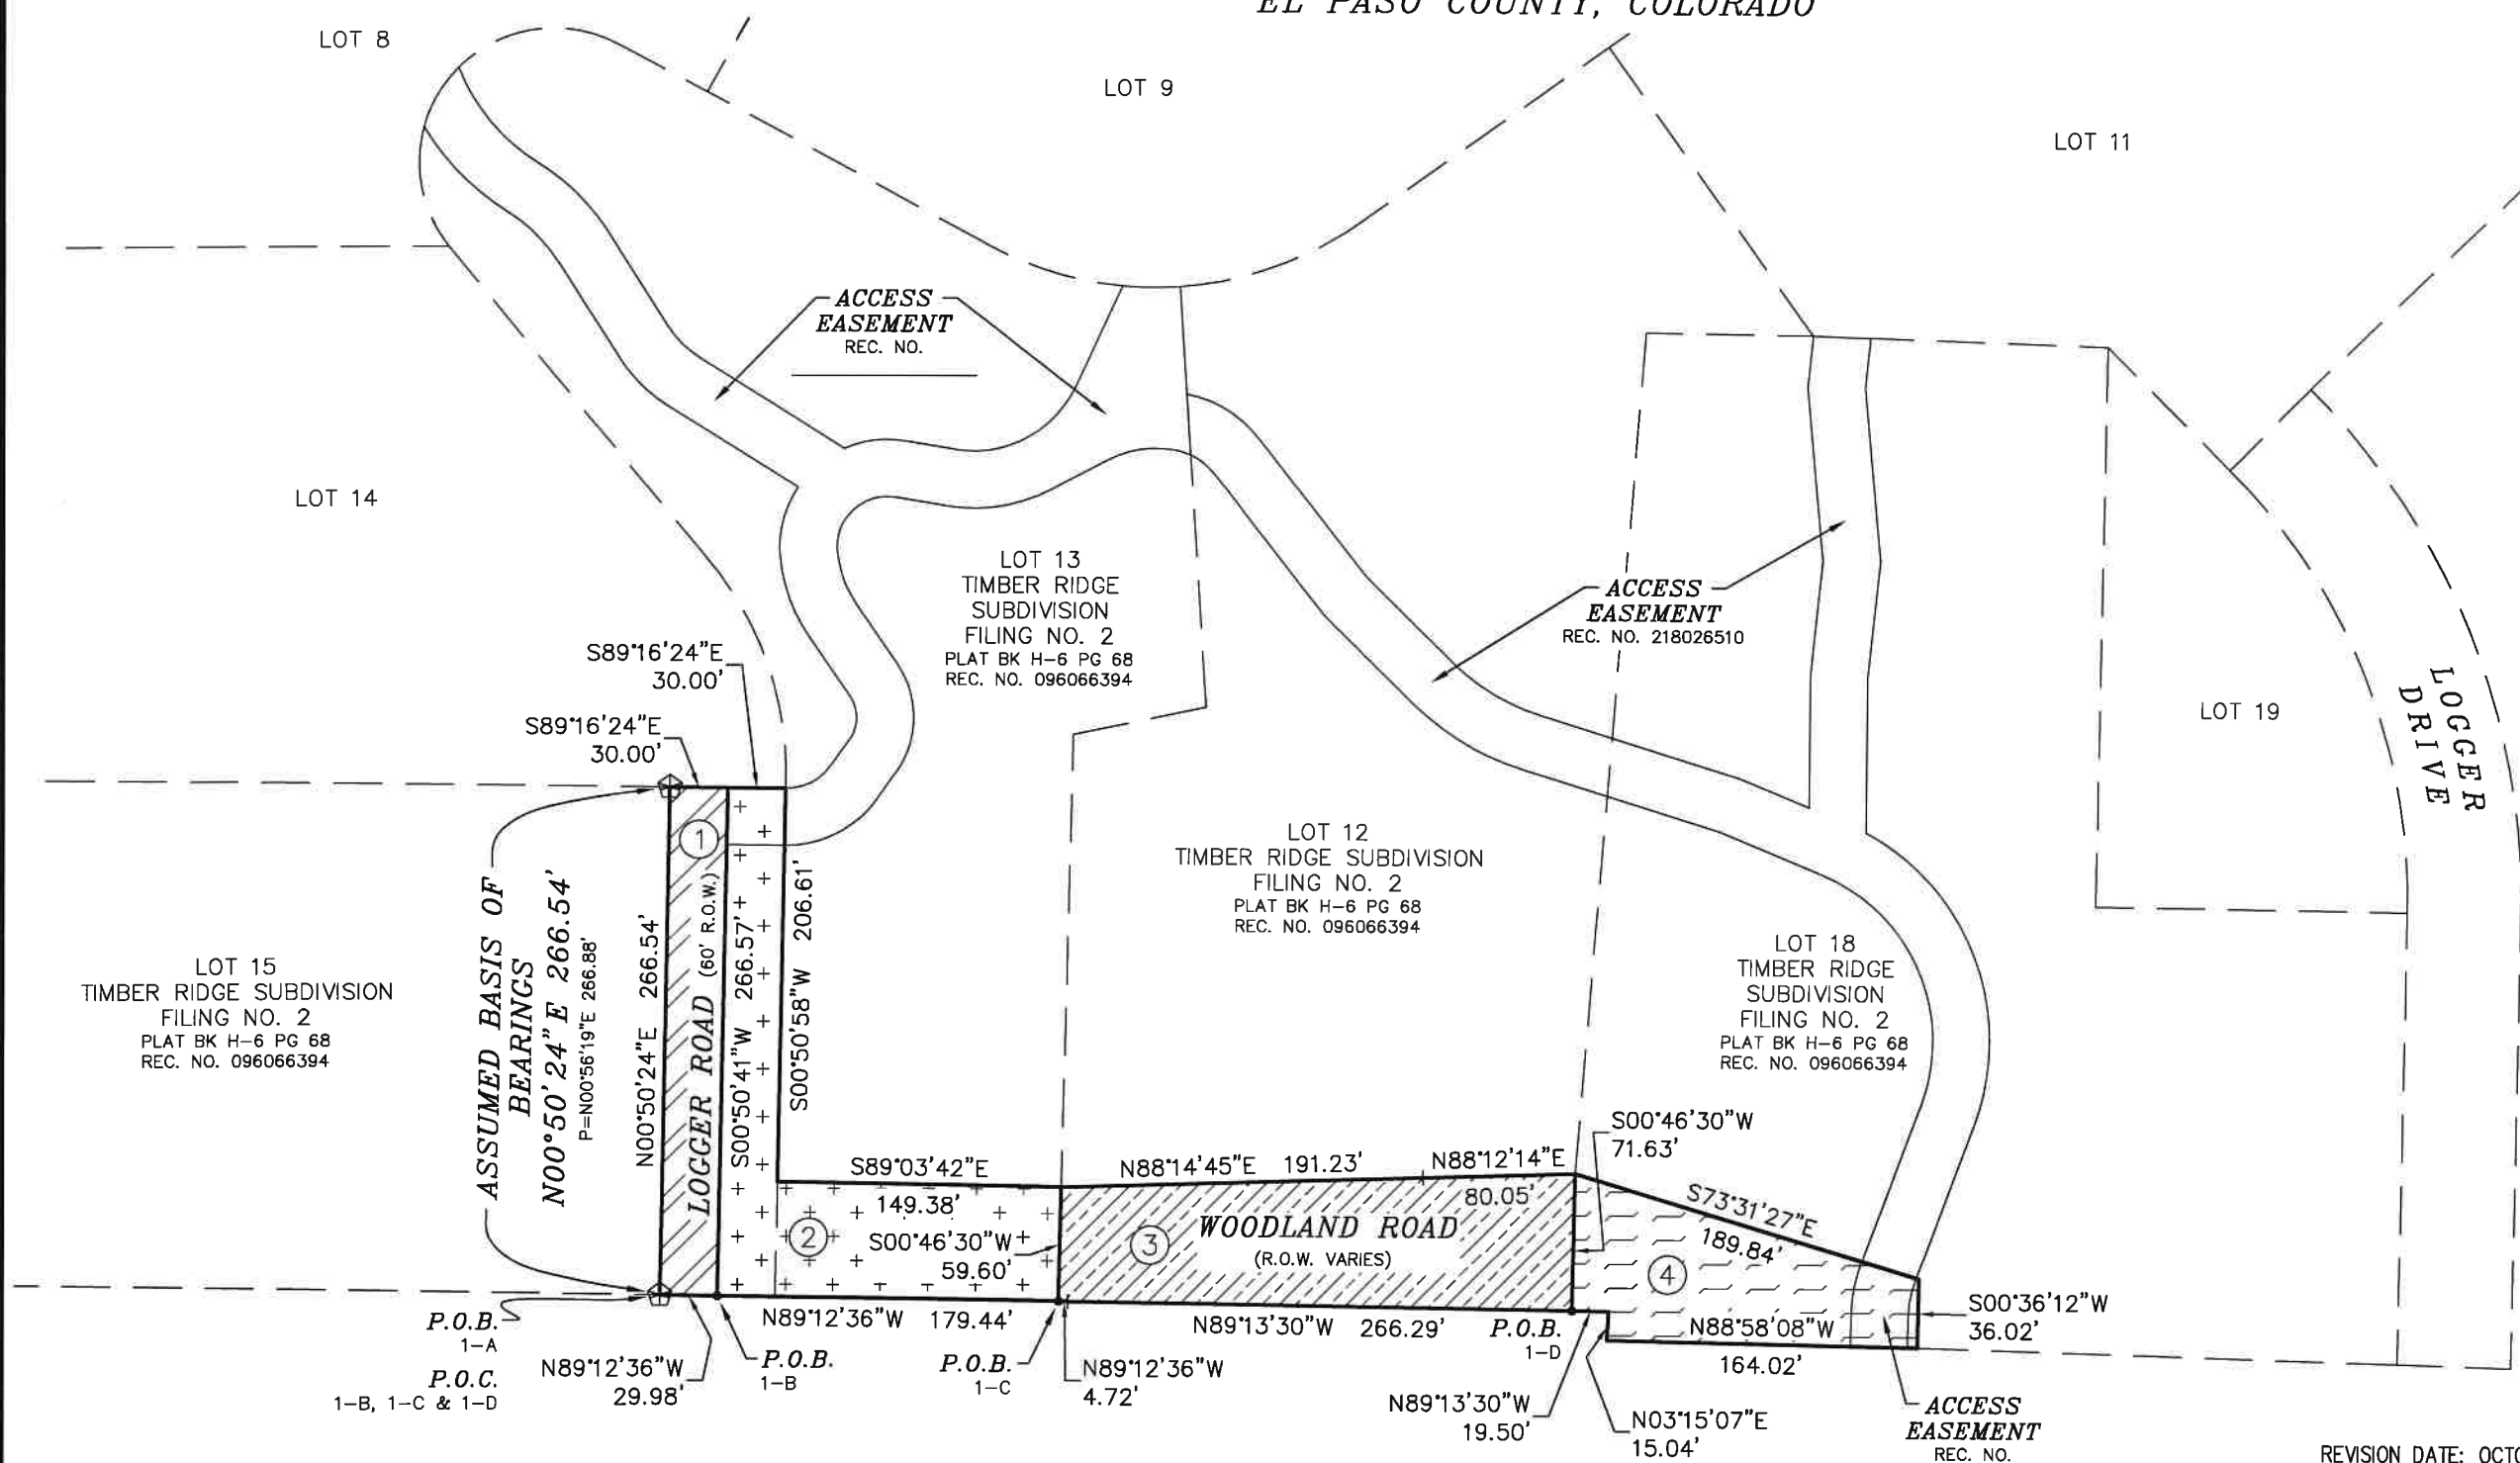 EL PASO COUNTY, COLORADO
LOT 8
LOT 9
LOT 11
ACCESS
EASEMENT
REC. NO.
LOT 14
LOT 13
TIMBER RIDGE
SUBDIVISION
FILING NO. 2
PLAT BK H-6 PG 68
REC. NO. 096066394
ACCESS
EASEMENT
REC. NO. 218026510
S89°16'24"E
30.00'
S89°16'24"E
30.00'
LOT 19
LOGGER
DRIVE
LOT 12
TIMBER RIDGE SUBDIVISION
FILING NO. 2
PLAT BK H-6 PG 68
REC. NO. 096066394
LOT 15
TIMBER RIDGE SUBDIVISION
FILING NO. 2
PLAT BK H-6 PG 68
REC. NO. 096066394
LOT 18
TIMBER RIDGE
SUBDIVISION
FILING NO. 2
PLAT BK H-6 PG 68
REC. NO. 096066394
ASSUMED BASIS OF
BEARINGS
N00°50'24"E 266.54'
P=N00°56'19"E 266.88'
N00°50'24"E 266.54'
1
LOGGER ROAD (60' R.O.W.)
S00°50'41"W 266.57'
S00°50'58"W 206.61'
S89°03'42"E
149.38'
2
S00°46'30"W
59.60'
N88°14'45"E 191.23'
N88°12'14"E
80.05'
3
WOODLAND ROAD
(R.O.W. VARIES)
S00°46'30"W
71.63'
S73°31'27"E
189.84'
4
S00°36'12"W
36.02'
N88°58'08"W
164.02'
P.O.B.
1-A
P.O.C.
1-B, 1-C & 1-D
N89°12'36"W
29.98'
N89°12'36"W 179.44'
P.O.B.
1-B
P.O.B.
1-C
N89°12'36"W
4.72'
N89°13'30"W 266.29'
P.O.B.
1-D
N89°13'30"W
19.50'
N03°15'07"E
15.04'
ACCESS
EASEMENT
REC. NO.
REVISION DATE: OCTO